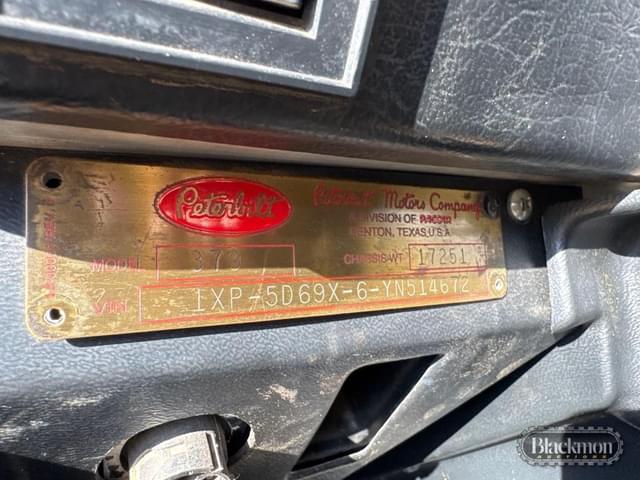 Peterbilt
Peterbilt Motors Company
A DIVISION OF PACCAR
DENTON, TEXAS, U.S.A.
MODEL 379 CHASSIS WT 17251
VIN 1XP-5D69X-6-YN514672
Blackmon
AUCTIONS